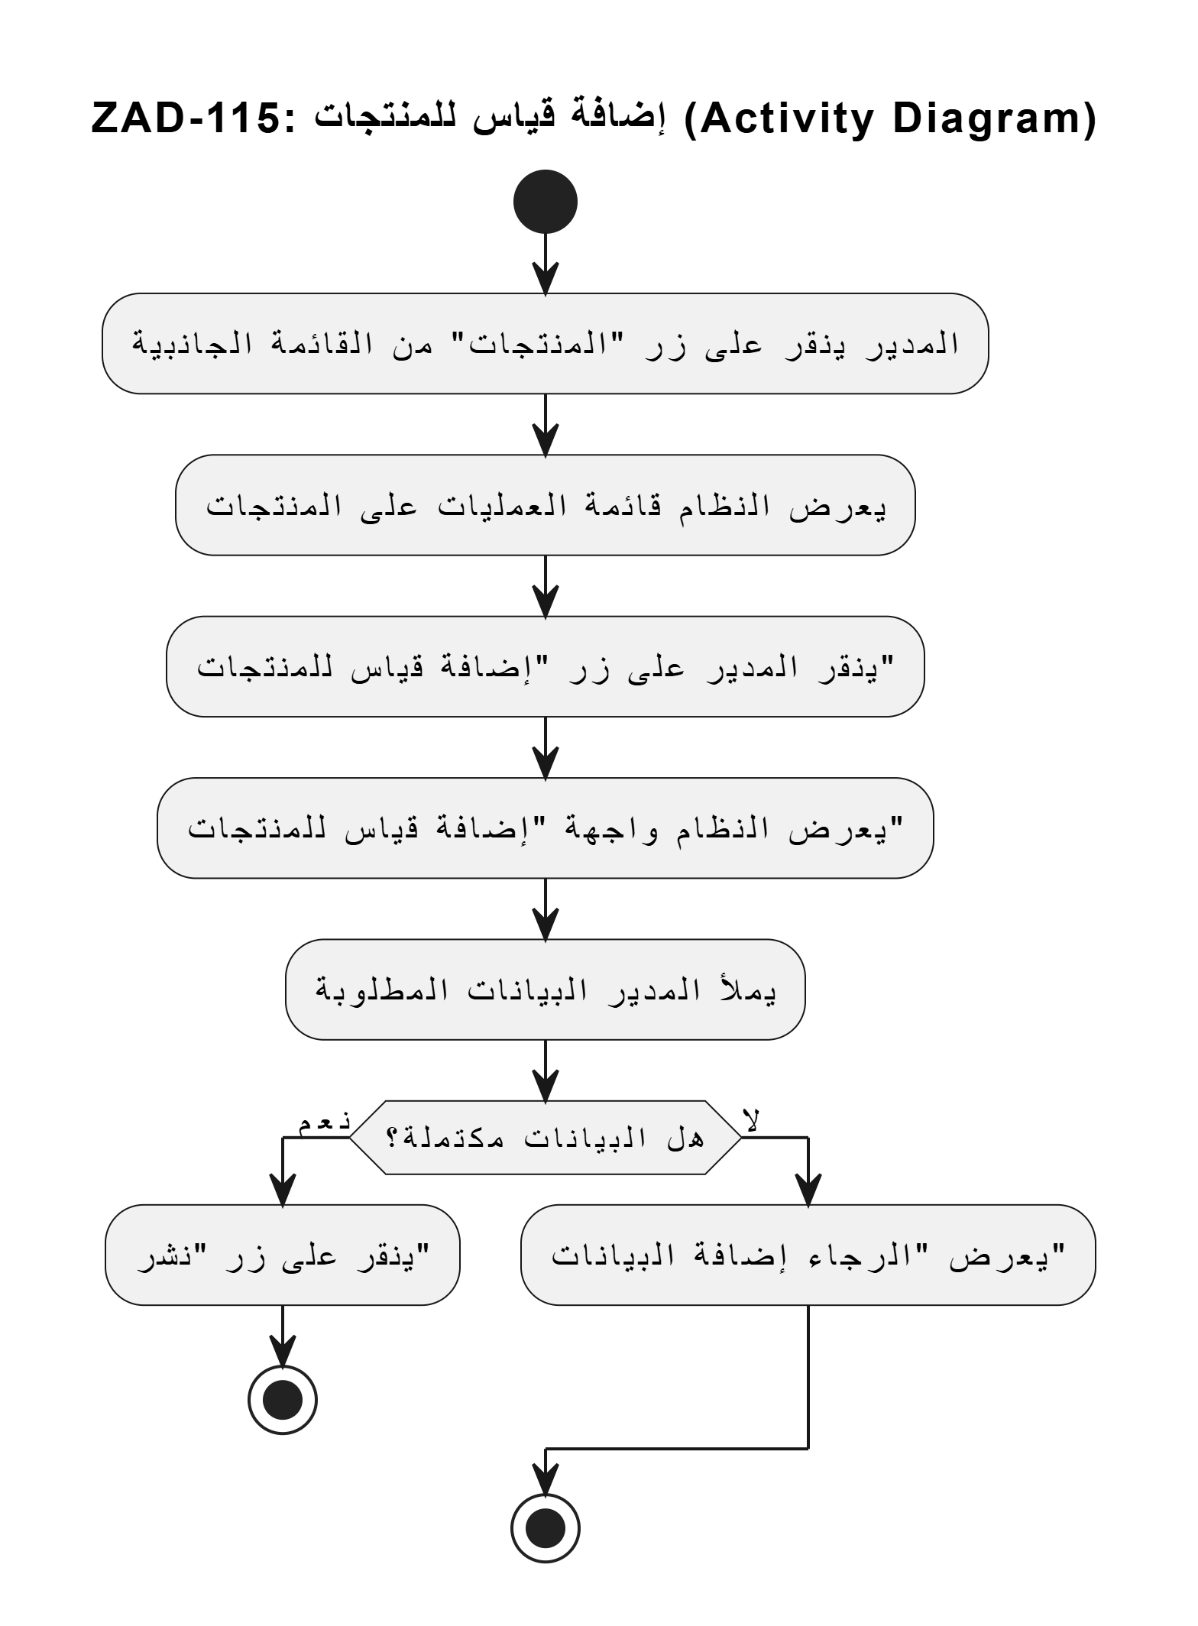 ZAD-115: إضافة قياس للمنتجات (Activity Diagram)
المدير ينقر على زر "المنتجات" من القائمة الجانبية
يعرض النظام قائمة العمليات على المنتجات
ينقر المدير على زر "إضافة قياس للمنتجات"
يعرض النظام واجهة "إضافة قياس للمنتجات"
يملأ المدير البيانات المطلوبة
هل البيانات مكتملة؟
نعم
لا
ينقر على زر "نشر"
يعرض "الرجاء إضافة البيانات"